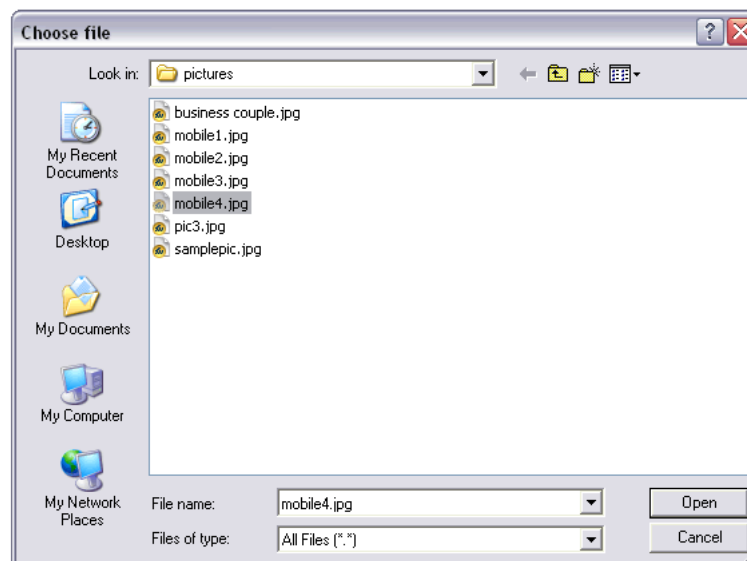 Choose file
Look in: pictures
My Recent
Documents
Desktop
My Documents
My Computer
My Network
Places
business couple.jpg
mobile1.jpg
mobile2.jpg
mobile3.jpg
mobile4.jpg
pic3.jpg
samplepic.jpg
File name: mobile4.jpg Open
Files of type: All Files (*.*) Cancel